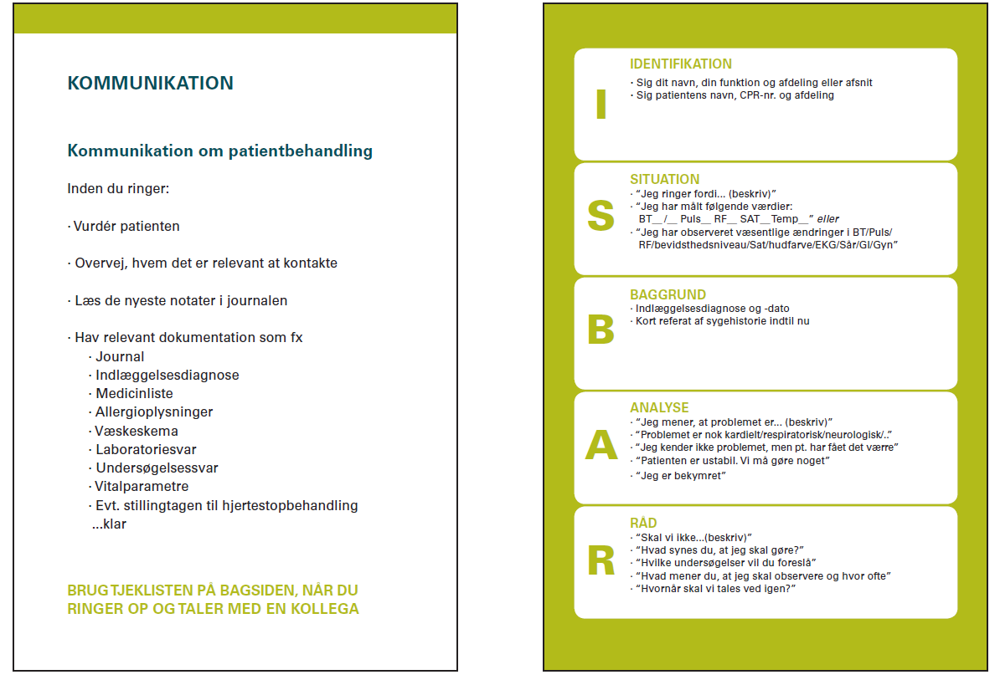 KOMMUNIKATION
Kommunikation om patientbehandling
Inden du ringer:
· Vurdér patienten
· Overvej, hvem det er relevant at kontakte
· Læs de nyeste notater i journalen
· Hav relevant dokumentation som fx
· Journal
· Indlæggelsesdiagnose
· Medicinliste
· Allergioplysninger
· Væskeskema
· Laboratoriesvar
· Undersøgelsessvar
· Vitalparametre
· Evt. stillingtagen til hjertestopbehandling
...klar
BRUG TJEKLISTEN PÅ BAGSIDEN, NÅR DU
RINGER OP OG TALER MED EN KOLLEGA
I
IDENTIFIKATION
· Sig dit navn, din funktion og afdeling eller afsnit
· Sig patientens navn, CPR-nr. og afdeling
S
SITUATION
· “Jeg ringer fordi... (beskriv)”
· “Jeg har målt følgende værdier:
BT__ /__ Puls__ RF__ SAT__Temp__” eller
· “Jeg har observeret væsentlige ændringer i BT/Puls/
RF/bevidsthedsniveau/Sat/hudfarve/EKG/Sår/GI/Gyn”
B
BAGGRUND
· Indlæggelsesdiagnose og -dato
· Kort referat af sygehistorie indtil nu
A
ANALYSE
· “Jeg mener, at problemet er... (beskriv)”
· “Problemet er nok kardielt/respiratorisk/neurologisk/..”
· “Jeg kender ikke problemet, men pt. har fået det værre”
· “Patienten er ustabil. Vi må gøre noget”
· “Jeg er bekymret”
R
RÅD
· “Skal vi ikke...(beskriv)”
· “Hvad synes du, at jeg skal gøre?”
· “Hvilke undersøgelser vil du foreslå”
· “Hvad mener du, at jeg skal observere og hvor ofte”
· “Hvornår skal vi tales ved igen?”